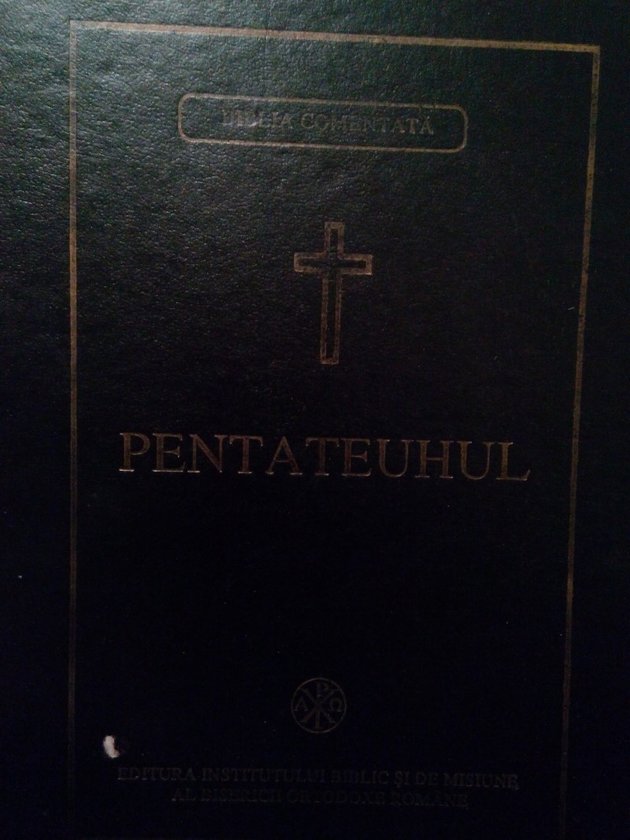 BIBLIA COMENTATĂ
PENTATEUHUL
Α Ρ Ω
EDITURA INSTITUTULUI BIBLIC ȘI DE MISIUNE
AL BISERICII ORTODOXE ROMÂNE